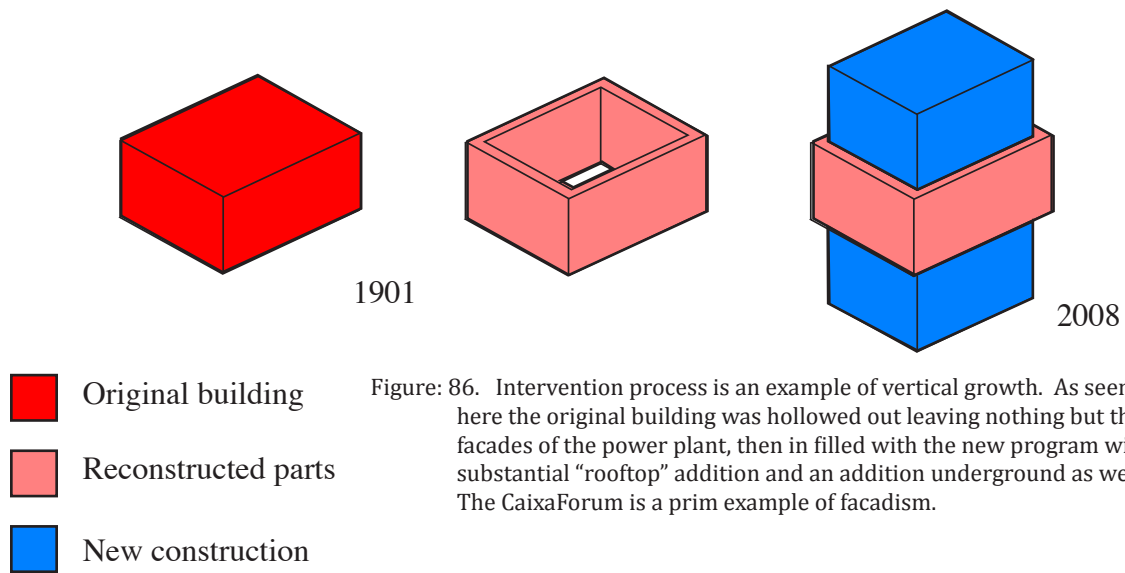 1901
2008
Original building
Reconstructed parts
New construction
Figure: 86. Intervention process is an example of vertical growth. As seen
here the original building was hollowed out leaving nothing but
facades of the power plant, then in filled with the new program
substantial “rooftop” addition and an addition underground as
The CaixaForum is a prim example of facadism.